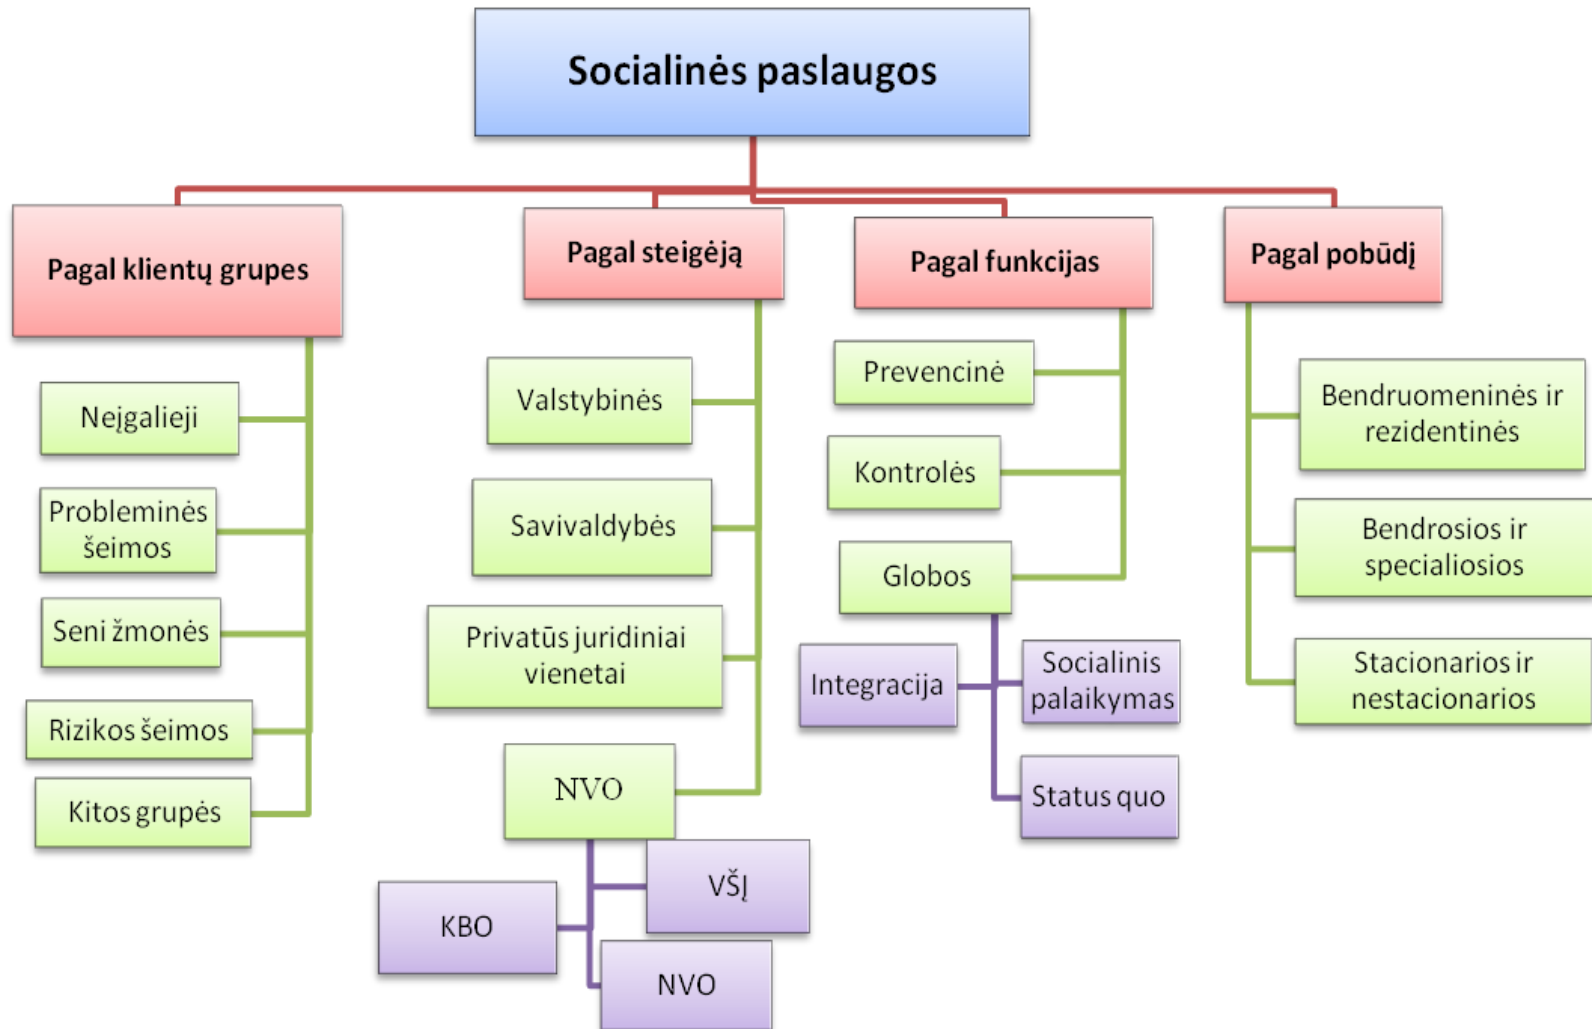 Socialinės paslaugos
Pagal klientų grupes
Neįgalieji
Probleminės
šeimos
Seni žmonės
Rizikos šeimos
Kitos grupės
Pagal steigėją
Valstybinės
Savivaldybės
Privatūs juridiniai
vienetai
NVO
VŠĮ
KBO
NVO
Pagal funkcijas
Prevencinė
Kontrolės
Globos
Integracija
Socialinis
palaikymas
Status quo
Pagal pobūdį
Bendruomeninės ir
rezidentinės
Bendrosios ir
specialiosios
Stacionarios ir
nestacionarios